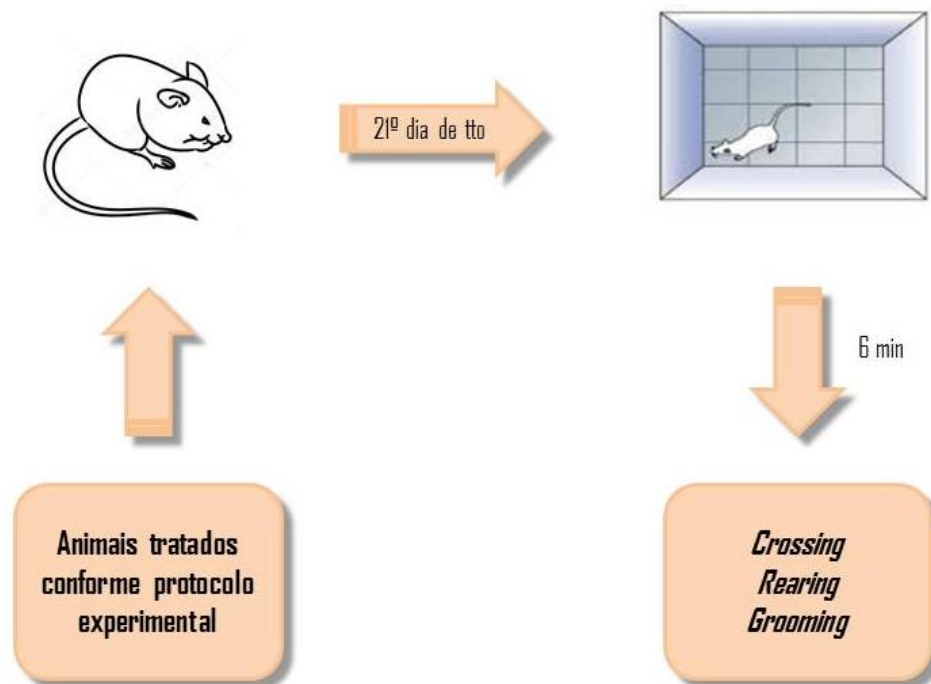 21º dia de tto
6 min
Animais tratados
conforme protocolo
experimental
Crossing
Rearing
Grooming